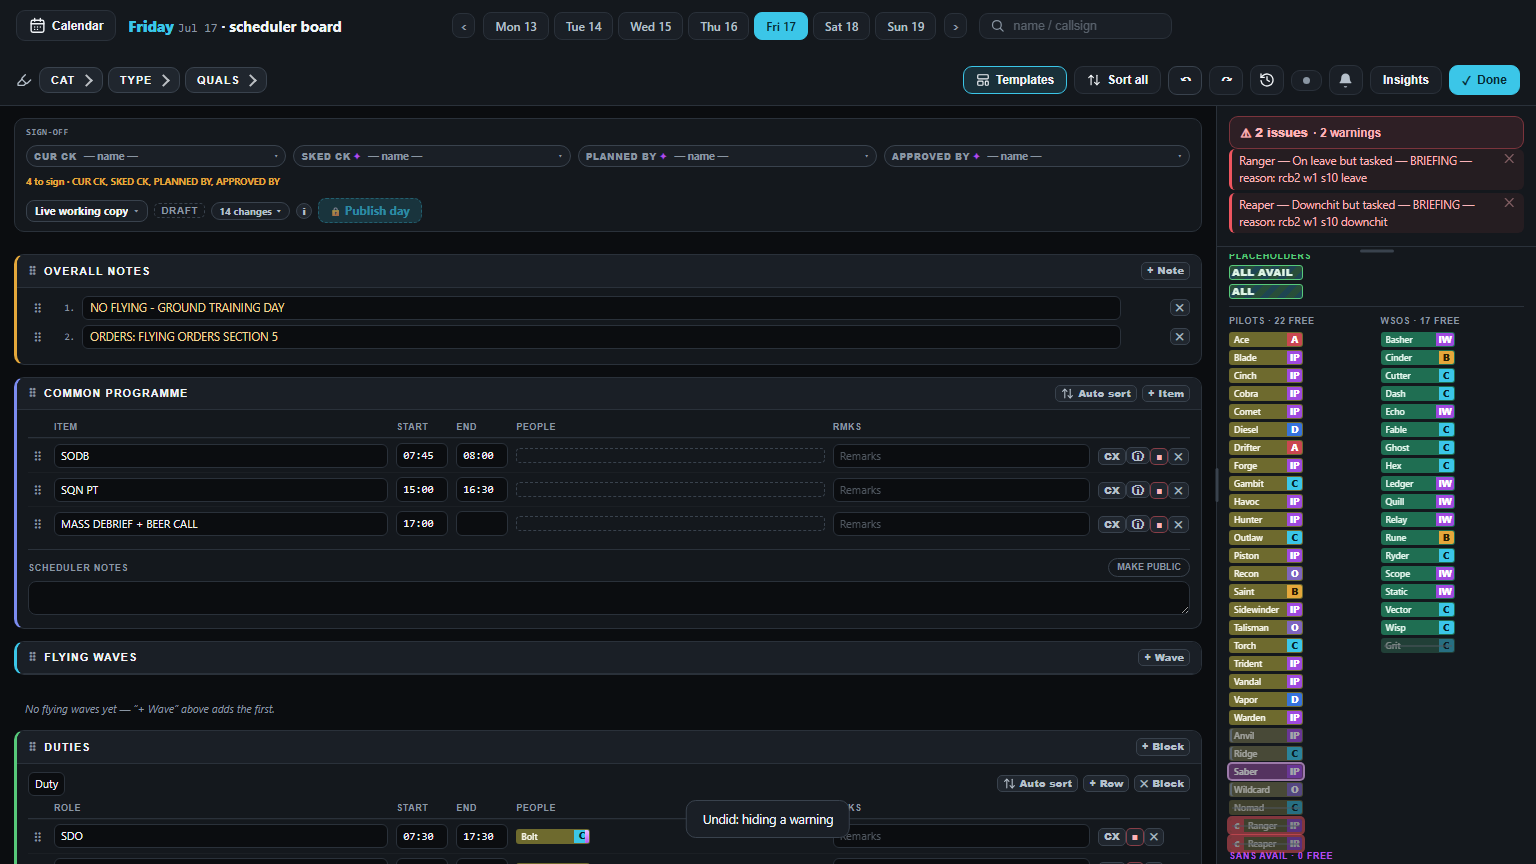 Calendar
Friday Jul 17 · scheduler board
‹ Mon 13 Tue 14 Wed 15 Thu 16 Fri 17 Sat 18 Sun 19 ›
name / callsign
CAT TYPE QUALS
Templates Sort all Insights ✓ Done
SIGN-OFF
CUR CK — name —
SKED CK ✦ — name —
PLANNED BY ✦ — name —
APPROVED BY ✦ — name —
4 to sign · CUR CK, SKED CK, PLANNED BY, APPROVED BY
Live working copy DRAFT 14 changes i Publish day
OVERALL NOTES + Note
1. NO FLYING - GROUND TRAINING DAY
2. ORDERS: FLYING ORDERS SECTION 5
COMMON PROGRAMME Auto sort + Item
ITEM START END PEOPLE RMKS
SODB 07:45 08:00 Remarks CX
SQN PT 15:00 16:30 Remarks CX
MASS DEBRIEF + BEER CALL 17:00 Remarks CX
SCHEDULER NOTES MAKE PUBLIC
FLYING WAVES + Wave
No flying waves yet — "+ Wave" above adds the first.
DUTIES + Block
Duty Auto sort + Row ✕ Block
ROLE START END PEOPLE KS
SDO 07:30 17:30 Bolt C Remarks CX
Undid: hiding a warning
⚠ 2 issues · 2 warnings
Ranger — On leave but tasked — BRIEFING —
reason: rcb2 w1 s10 leave
Reaper — Downchit but tasked — BRIEFING —
reason: rcb2 w1 s10 downchit
PLACEHOLDERS
ALL AVAIL
ALL
PILOTS · 22 FREE
Ace A
Blade IP
Cinch IP
Cobra IP
Comet IP
Diesel D
Drifter A
Forge IP
Gambit C
Havoc IP
Hunter IP
Outlaw C
Piston IP
Recon O
Saint B
Sidewinder IP
Talisman O
Torch C
Trident IP
Vandal IP
Vapor D
Warden IP
Anvil IP
Ridge C
Saber IP
Wildcard O
Nomad C
C Ranger IP
C Reaper IP
WSOS · 17 FREE
Basher IW
Cinder B
Cutter C
Dash C
Echo IW
Fable C
Ghost C
Hex C
Ledger IW
Quill IW
Relay IW
Rune B
Ryder C
Scope IW
Static IW
Vector C
Wisp C
Grit C
SANS AVAIL · 0 FREE